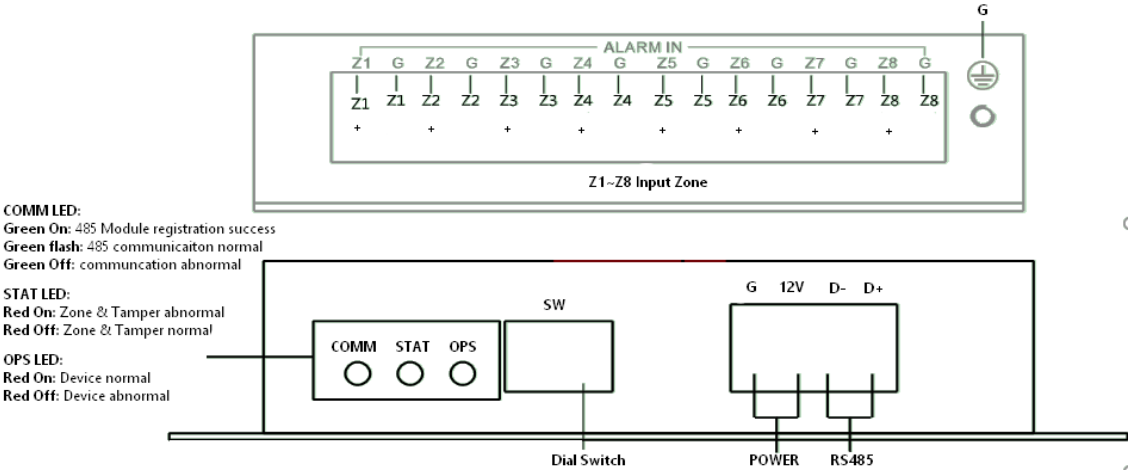 G
ALARM IN
Z1 G Z2 G Z3 G Z4 G Z5 G Z6 G Z7 G Z8 G
Z1 Z1 Z2 Z2 Z3 Z3 Z4 Z4 Z5 Z5 Z6 Z6 Z7 Z7 Z8 Z8
+ + + + + + + +
Z1~Z8 Input Zone
COMM LED:
Green On: 485 Module registration success
Green flash: 485 communicaiton normal
Green Off: communcation abnormal
STAT LED:
Red On: Zone & Tamper abnormal
Red Off: Zone & Tamper normal
OPS LED:
Red On: Device normal
Red Off: Device abnormal
COMM STAT OPS
SW
G 12V D- D+
Dial Switch
POWER
RS485